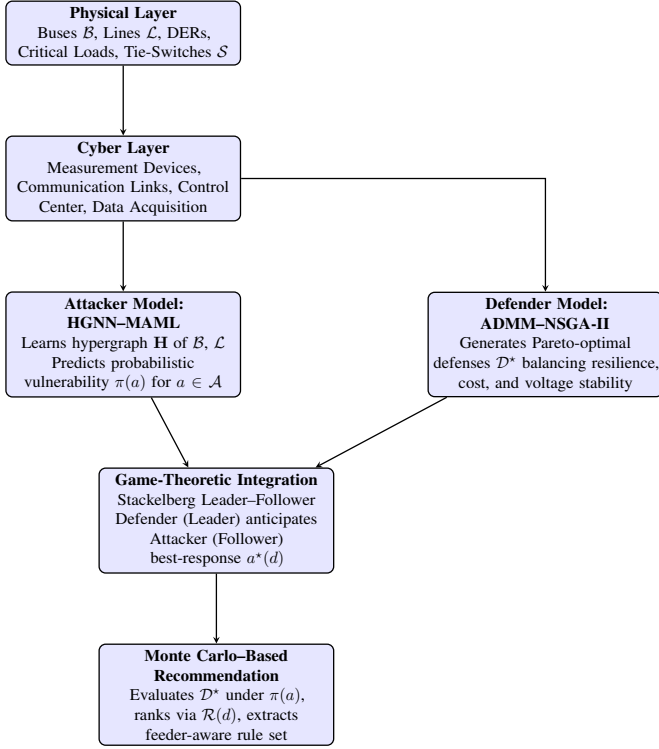 Physical Layer
Buses ℬ, Lines ℒ, DERs,
Critical Loads, Tie-Switches 𝒮
Cyber Layer
Measurement Devices,
Communication Links, Control
Center, Data Acquisition
Attacker Model:
HGNN–MAML
Learns hypergraph 𝐇 of ℬ, ℒ
Predicts probabilistic
vulnerability π(a) for a ∈ 𝒜
Defender Model:
ADMM–NSGA-II
Generates Pareto-optimal
defenses 𝒟⋆ balancing resilience,
cost, and voltage stability
Game-Theoretic Integration
Stackelberg Leader–Follower
Defender (Leader) anticipates
Attacker (Follower)
best-response a⋆(d)
Monte Carlo–Based
Recommendation
Evaluates 𝒟⋆ under π(a),
ranks via ℛ(d), extracts
feeder-aware rule set